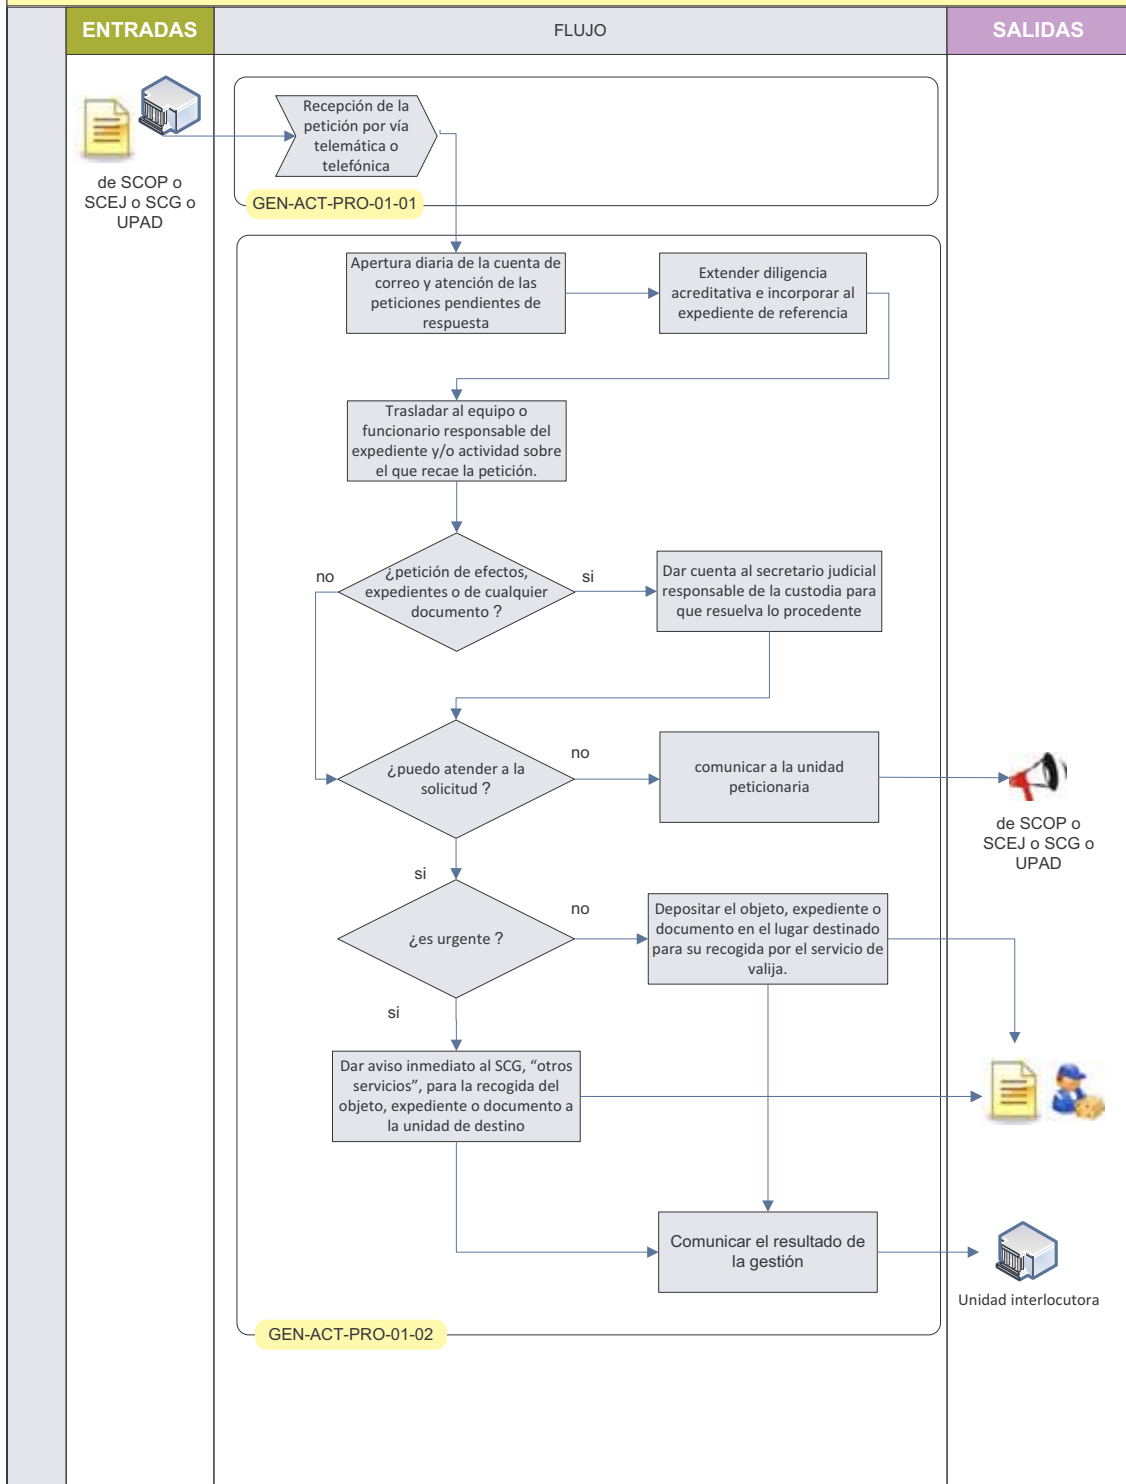 ENTRADAS
FLUJO
SALIDAS
Recepción de la
petición por vía
telemática o
telefónica
de SCOP o
SCEJ o SCG o
UPAD
GEN-ACT-PRO-01-01
Apertura diaria de la cuenta de
correo y atención de las
peticiones pendientes de
respuesta
Extender diligencia
acreditativa e incorporar al
expediente de referencia
Trasladar al equipo o
funcionario responsable del
expediente y/o actividad sobre
el que recae la petición.
no
¿petición de efectos,
expedientes o de cualquier
documento ?
si
Dar cuenta al secretario judicial
responsable de la custodia para
que resuelva lo procedente
¿puedo atender a la
solicitud ?
no
comunicar a la unidad
peticionaria
de SCOP o
SCEJ o SCG o
UPAD
si
¿es urgente ?
no
Depositar el objeto, expediente o
documento en el lugar destinado
para su recogida por el servicio de
valija.
si
Dar aviso inmediato al SCG, “otros
servicios”, para la recogida del
objeto, expediente o documento a
la unidad de destino
Comunicar el resultado de
la gestión
Unidad interlocutora
GEN-ACT-PRO-01-02